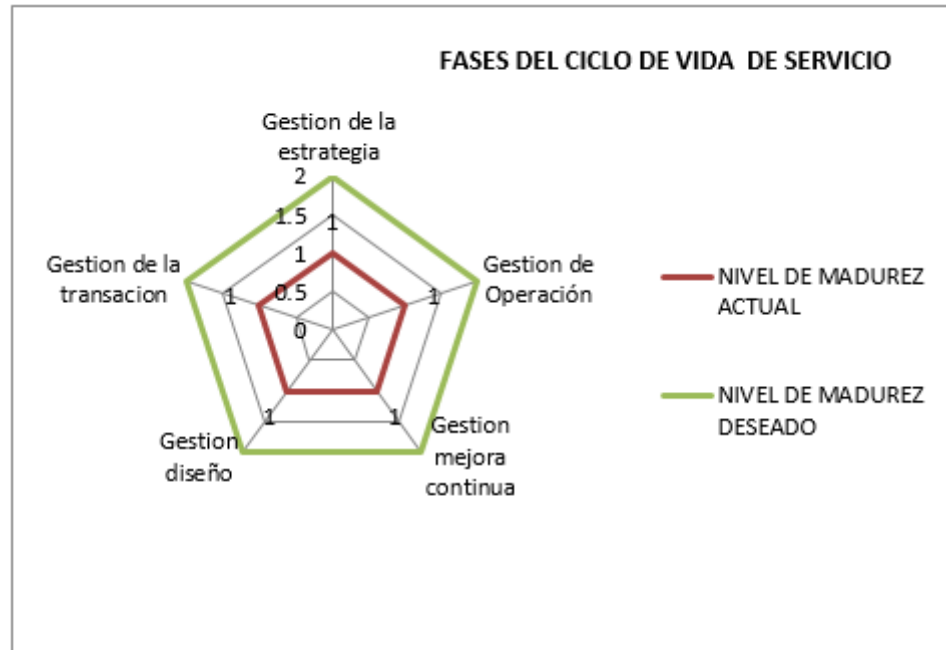 FASES DEL CICLO DE VIDA DE SERVICIO
Gestion de la
estrategia
2
1.5
1
1
0.5
0
Gestion de la
transacion
1
Gestion de
Operación
1
Gestion
diseño
1
Gestion
mejora
continua
1
NIVEL DE MADUREZ
ACTUAL
NIVEL DE MADUREZ
DESEADO